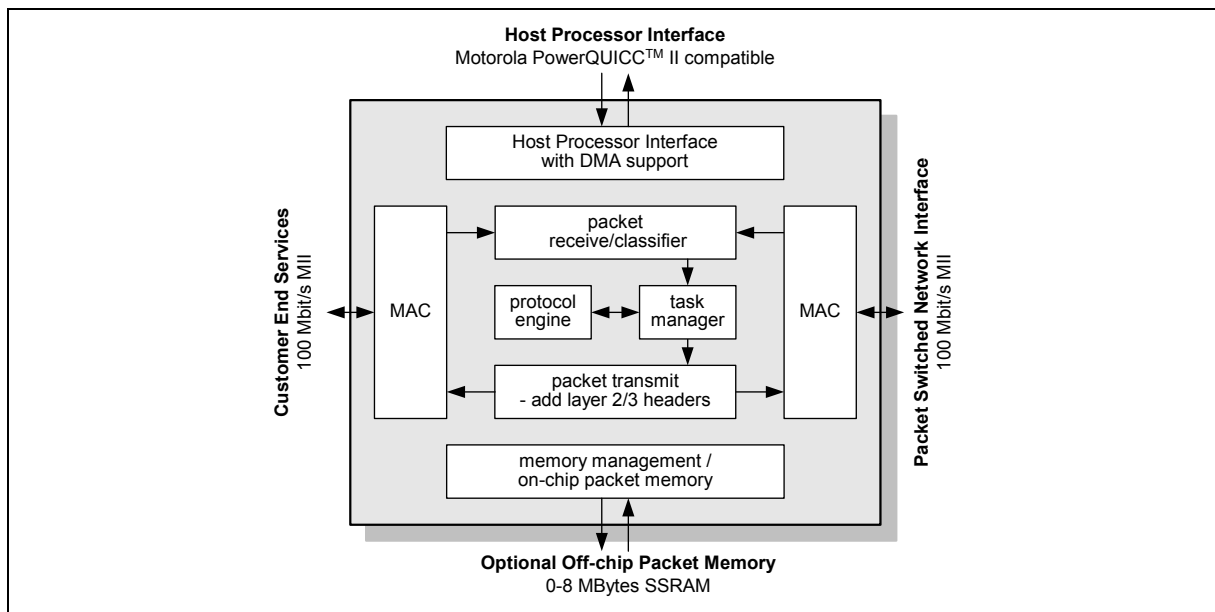 Host Processor Interface
Motorola PowerQUICC™ II compatible
Host Processor Interface
with DMA support
Customer End Services
100 Mbit/s MII
MAC
packet
receive/classifier
protocol
engine
task
manager
packet transmit
- add layer 2/3 headers
MAC
Packet Switched Network Interface
100 Mbit/s MII
memory management /
on-chip packet memory
Optional Off-chip Packet Memory
0-8 MBytes SSRAM